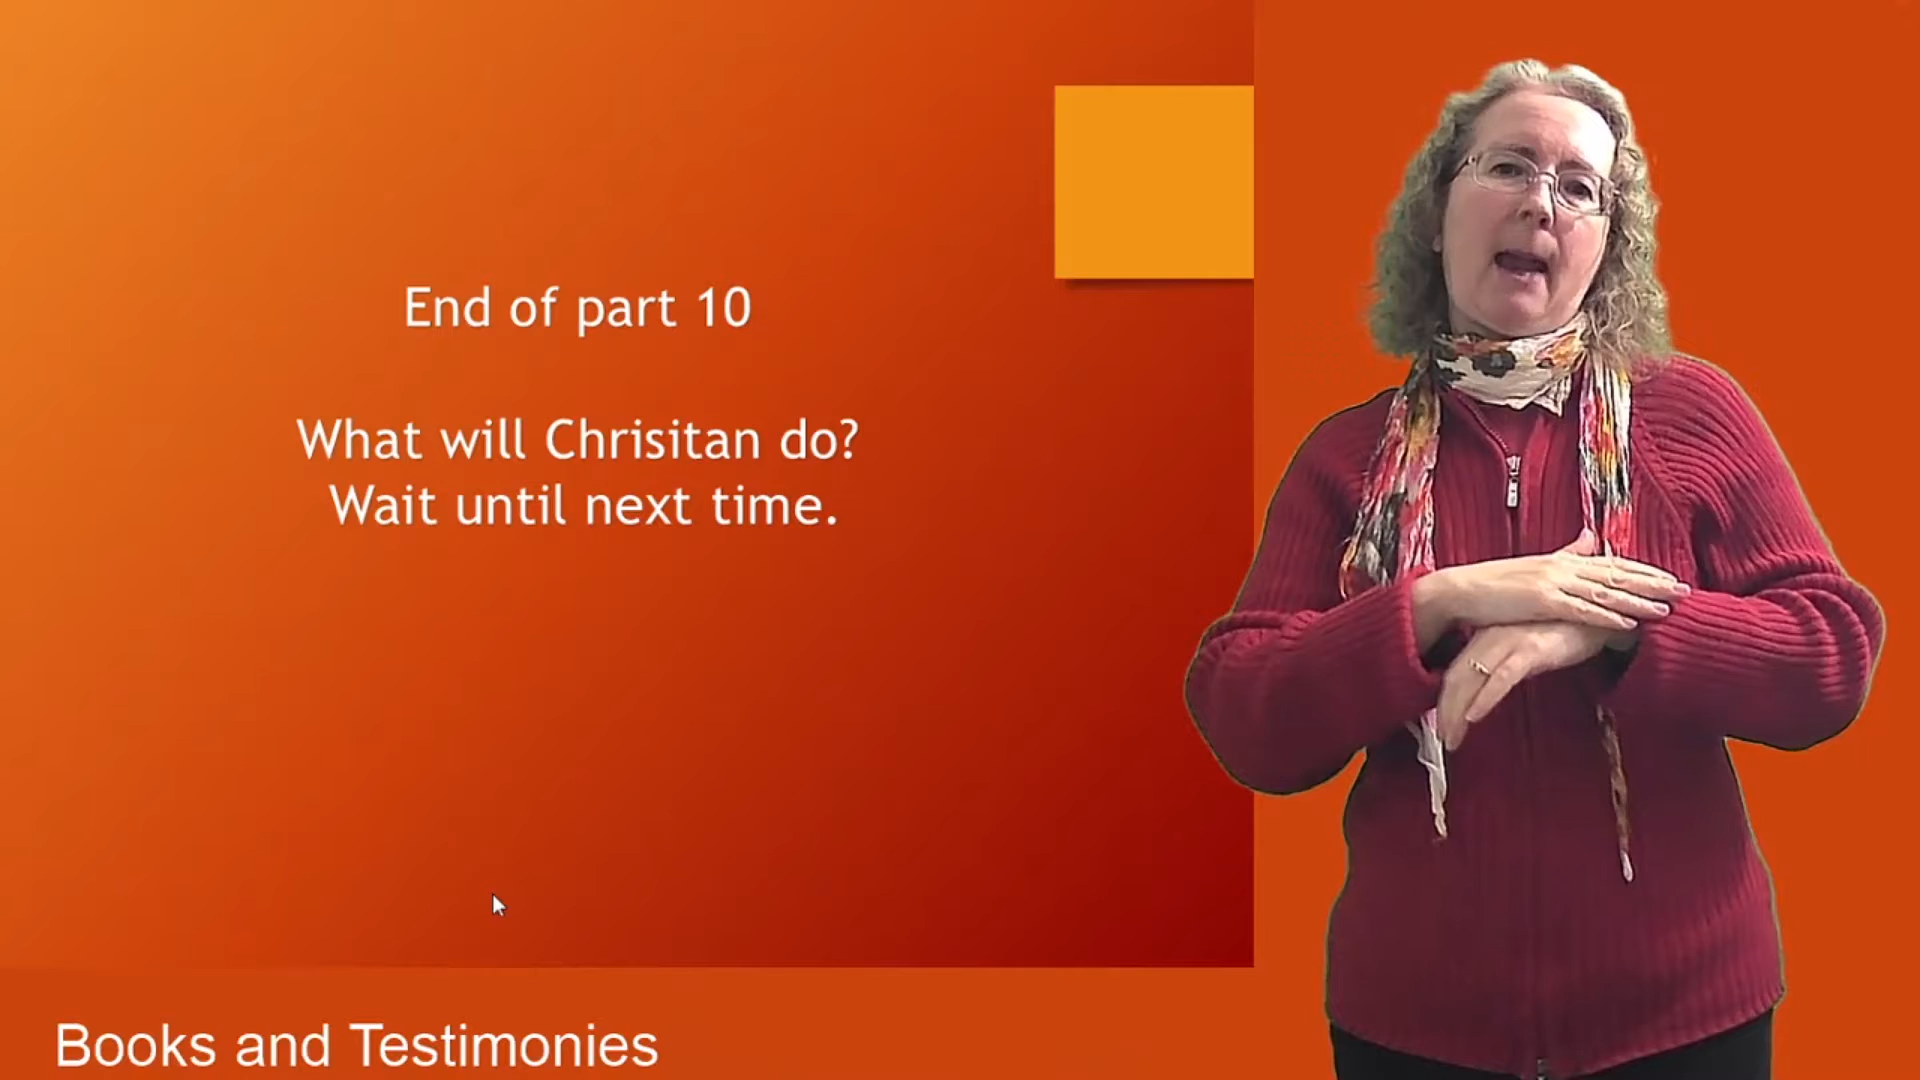 End of part 10
What will Chrisitan do?
Wait until next time.
Books and Testimonies